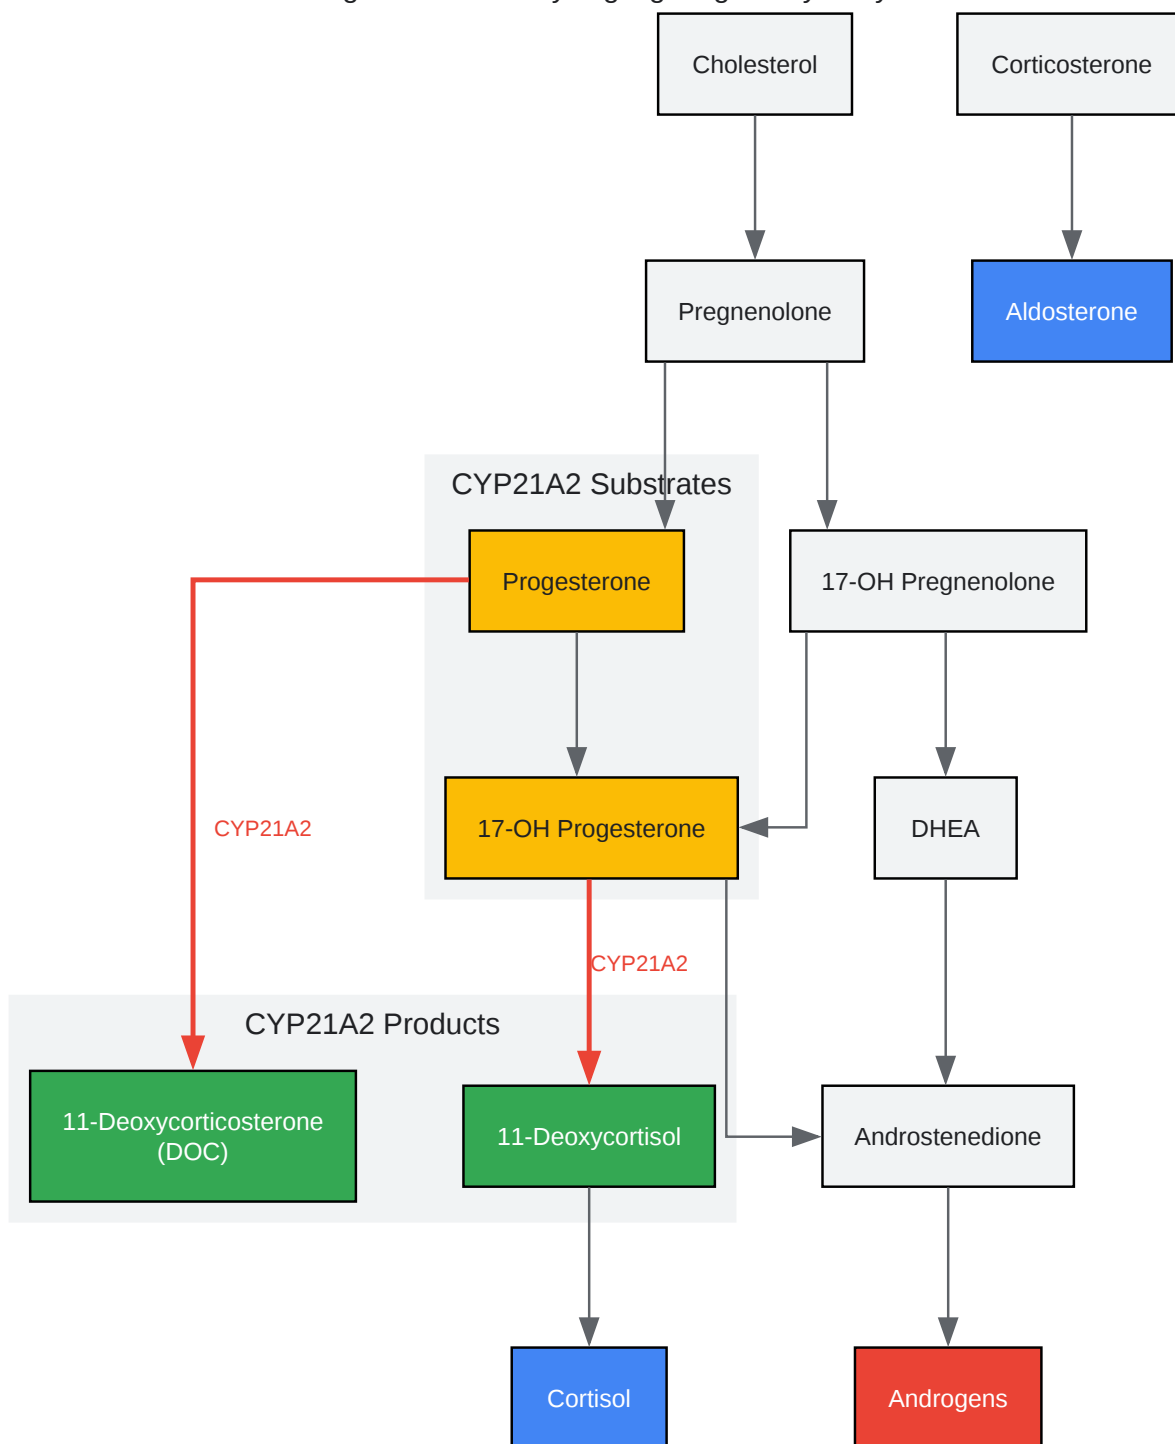 Cholesterol
Corticosterone
Pregnenolone
Aldosterone
CYP21A2 Substrates
Progesterone
17-OH Pregnenolone
CYP21A2
17-OH Progesterone
DHEA
CYP21A2
CYP21A2 Products
11-Deoxycorticosterone
(DOC)
11-Deoxycortisol
Androstenedione
Cortisol
Androgens